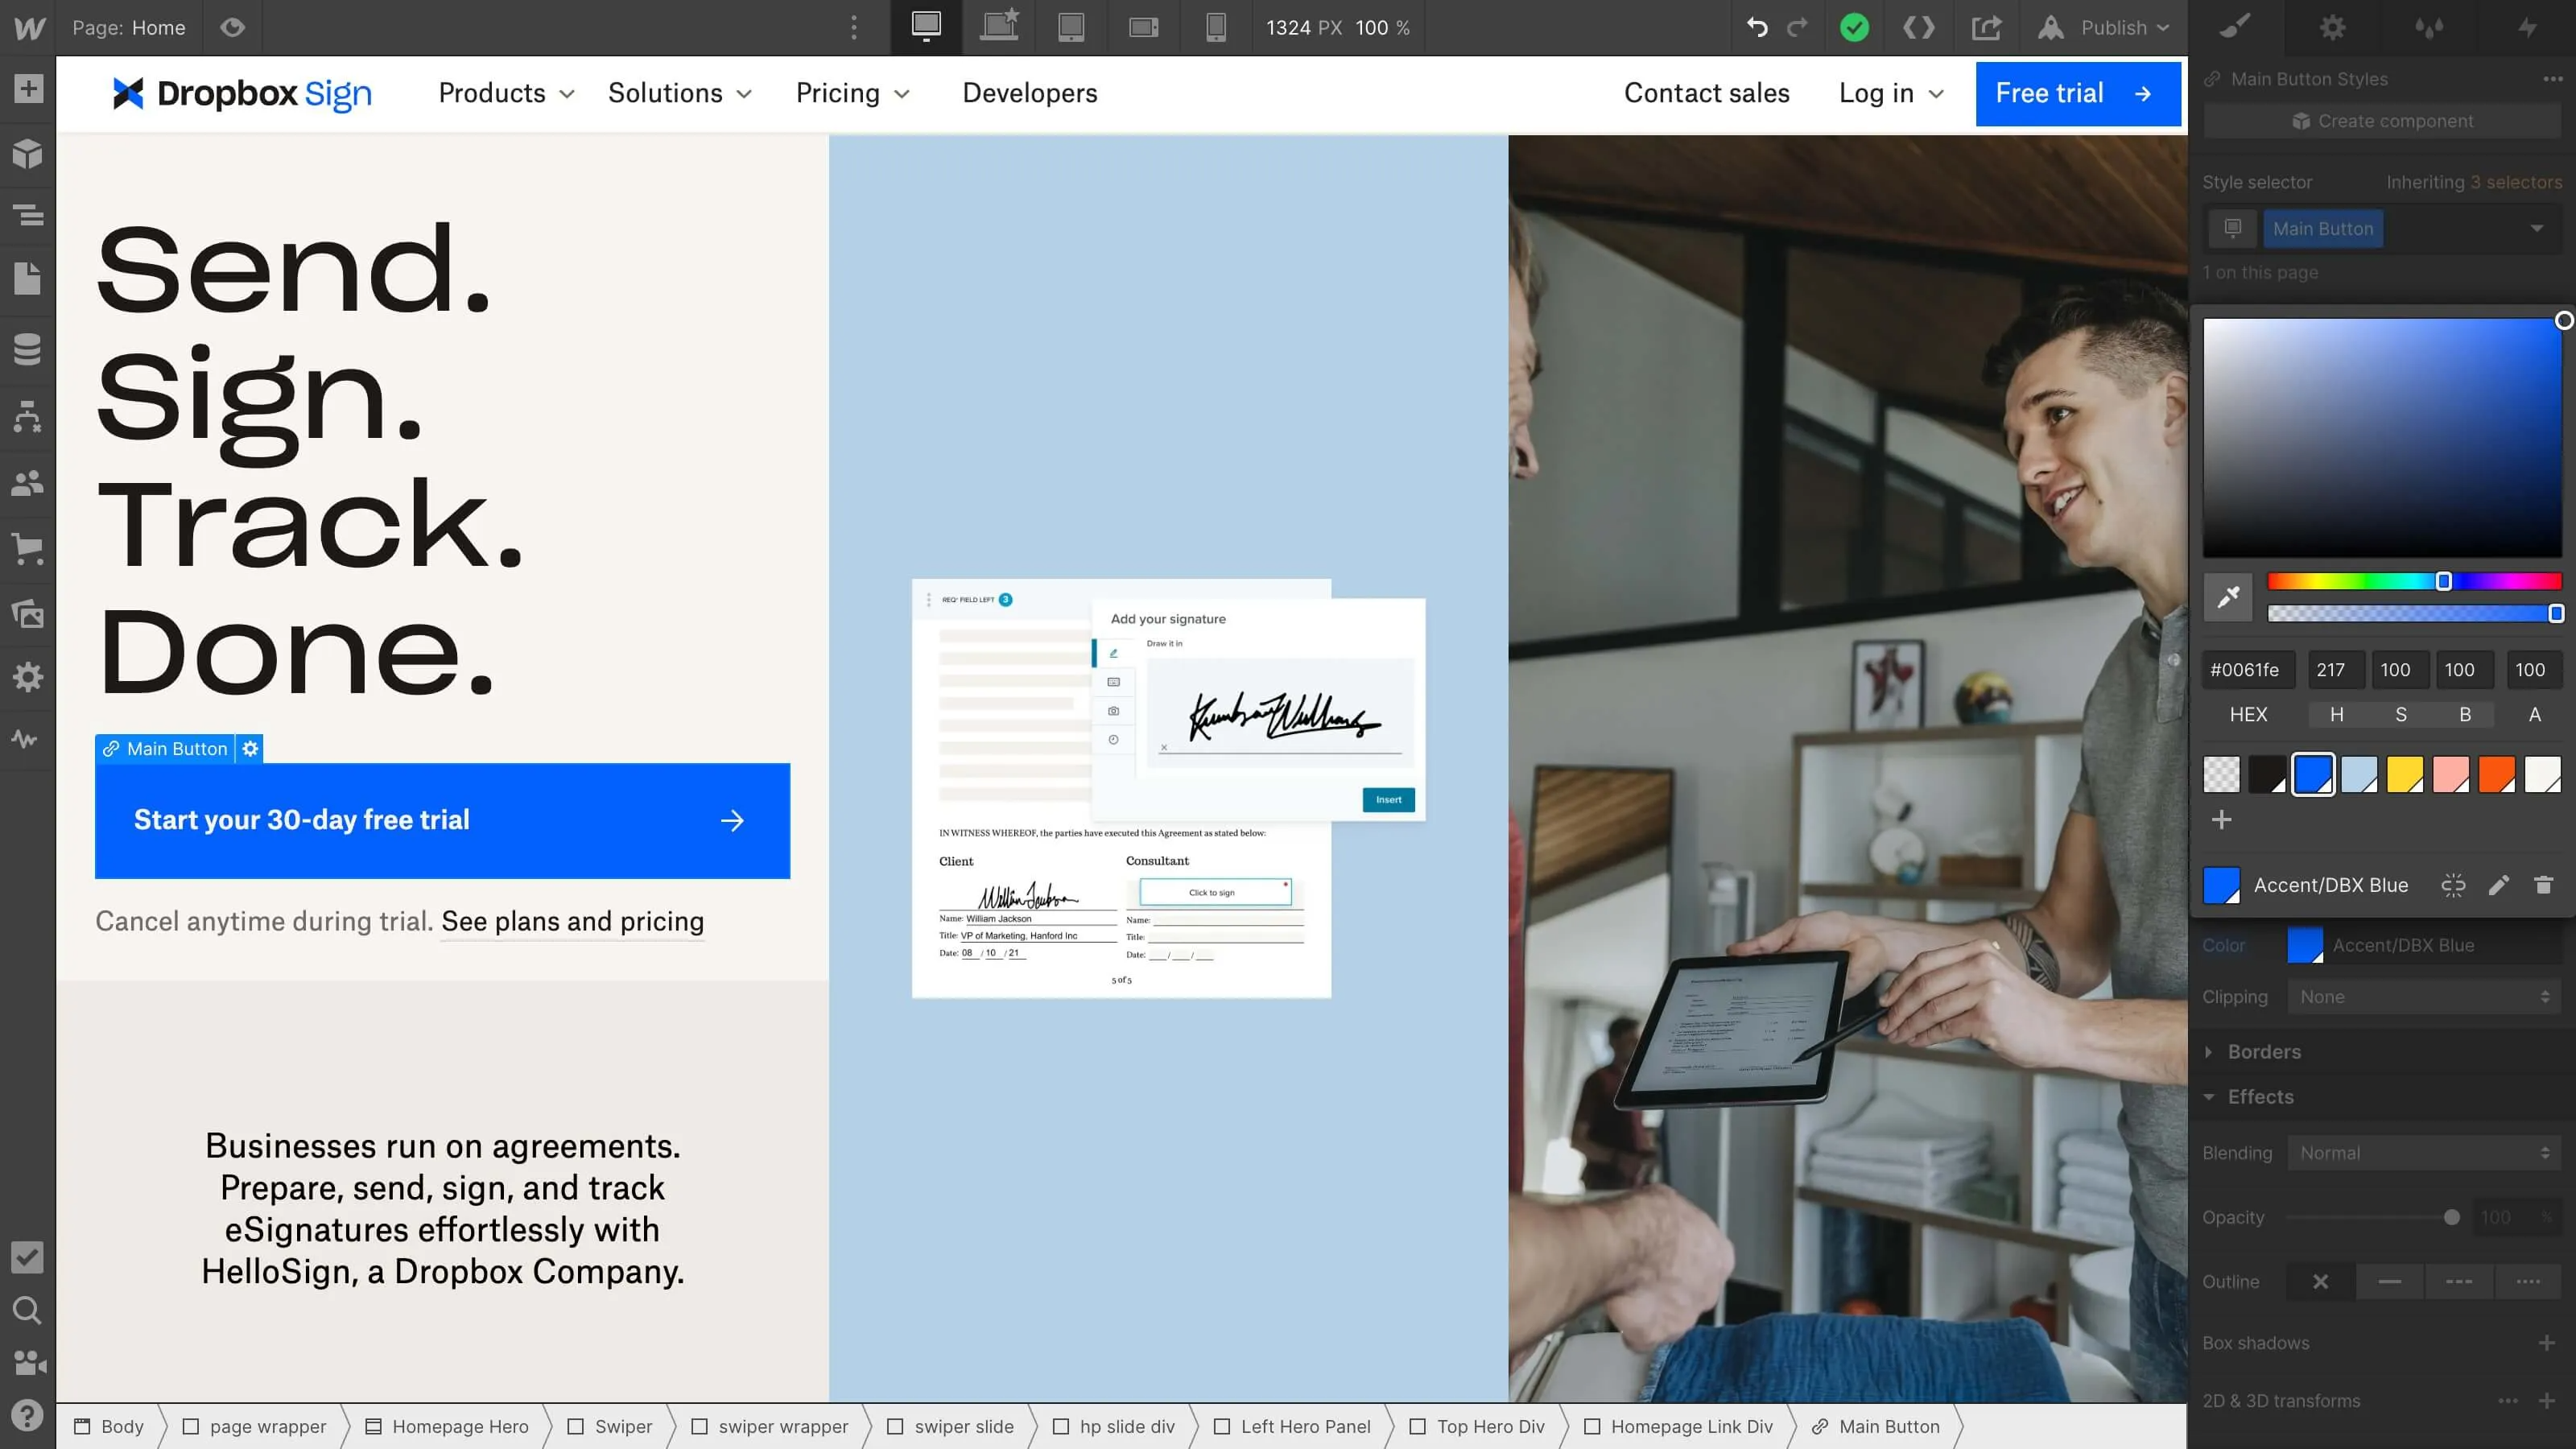 Page: Home
1324 PX 100 %
Publish
Dropbox Sign
Products
Solutions
Pricing
Developers
Contact sales
Log in
Free trial
Send.
Sign.
Track.
Done.
Main Button
Start your 30-day free trial
Cancel anytime during trial. See plans and pricing
Businesses run on agreements.
Prepare, send, sign, and track
eSignatures effortlessly with
HelloSign, a Dropbox Company.
REQ' FIELD LEFT 3
Add your signature
Draw it in
Insert
IN WITNESS WHEREOF, the parties have executed this Agreement as stated below:
Client
Consultant
Click to sign
Name: William Jackson
Name:
Title: VP of Marketing, Hanford Inc
Title:
Date: 08 / 10 / 21
Date: __/__/__
5 of 5
Main Button Styles
Create component
Style selector
Inheriting 3 selectors
Main Button
1 on this page
#0061fe 217 100 100 100
HEX H S B A
Accent/DBX Blue
Color Accent/DBX Blue
Clipping None
Borders
Effects
Blending Normal
Opacity 100 %
Outline
Box shadows
2D & 3D transforms
Body
page wrapper
Homepage Hero
Swiper
swiper wrapper
swiper slide
hp slide div
Left Hero Panel
Top Hero Div
Homepage Link Div
Main Button